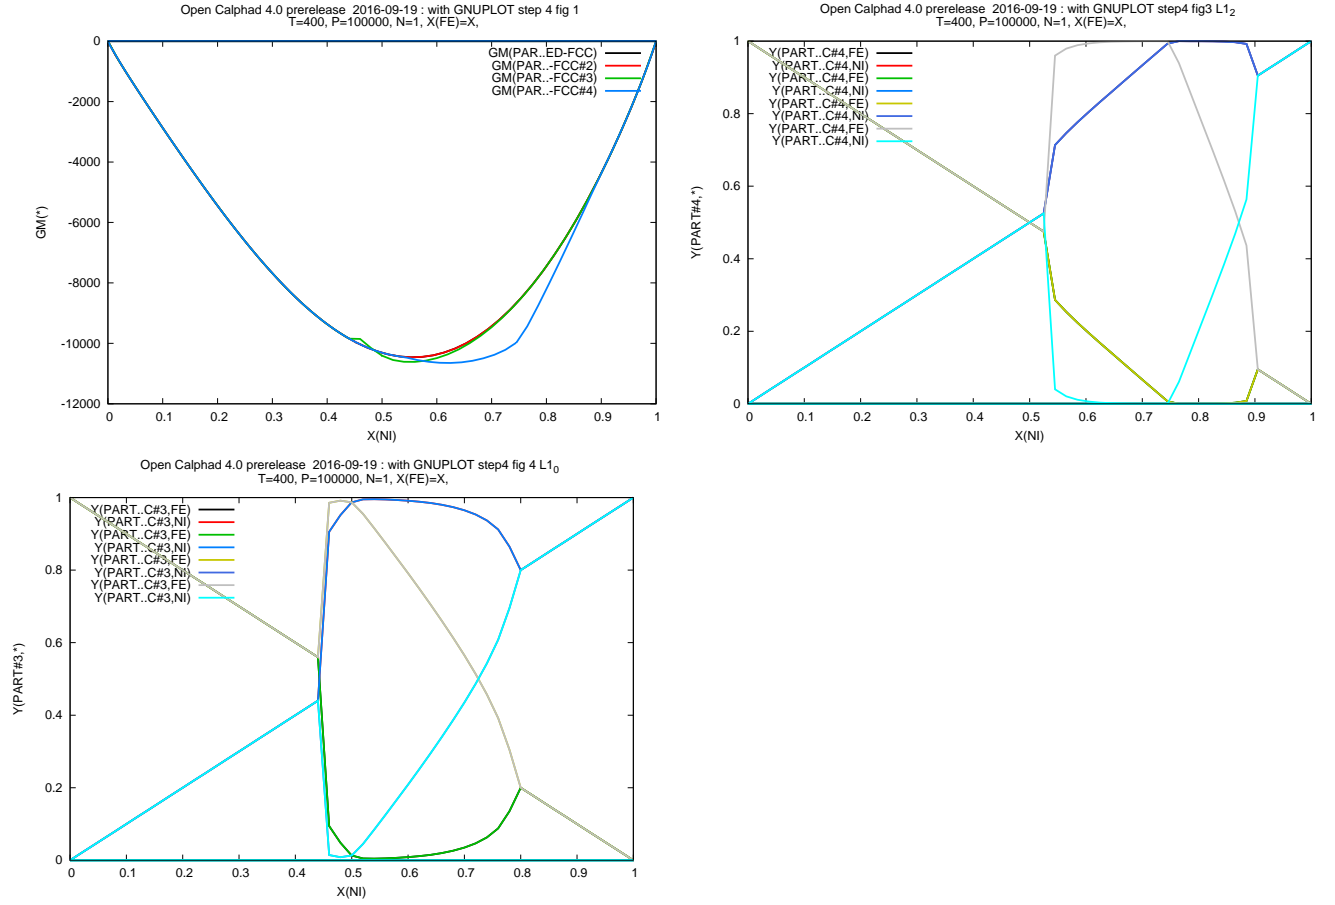 Open Calphad 4.0 prerelease 2016-09-19 : with GNUPLOT step 4 fig 1
T=400, P=100000, N=1, X(FE)=X,
GM(PAR..ED-FCC)
GM(PAR..-FCC#2)
GM(PAR..-FCC#3)
GM(PAR..-FCC#4)
0
-2000
-4000
-6000
-8000
-10000
-12000
GM(*)
0 0.1 0.2 0.3 0.4 0.5 0.6 0.7 0.8 0.9 1
X(NI)
Open Calphad 4.0 prerelease 2016-09-19 : with GNUPLOT step4 fig3 L12
T=400, P=100000, N=1, X(FE)=X,
Y(PART..C#4,FE)
Y(PART..C#4,NI)
Y(PART..C#4,FE)
Y(PART..C#4,NI)
Y(PART..C#4,FE)
Y(PART..C#4,NI)
Y(PART..C#4,FE)
Y(PART..C#4,NI)
1
0.8
0.6
0.4
0.2
0
Y(PART#4,*)
0 0.1 0.2 0.3 0.4 0.5 0.6 0.7 0.8 0.9 1
X(NI)
Open Calphad 4.0 prerelease 2016-09-19 : with GNUPLOT step4 fig 4 L10
T=400, P=100000, N=1, X(FE)=X,
Y(PART..C#3,FE)
Y(PART..C#3,NI)
Y(PART..C#3,FE)
Y(PART..C#3,NI)
Y(PART..C#3,FE)
Y(PART..C#3,NI)
Y(PART..C#3,FE)
Y(PART..C#3,NI)
1
0.8
0.6
0.4
0.2
0
Y(PART#3,*)
0 0.1 0.2 0.3 0.4 0.5 0.6 0.7 0.8 0.9 1
X(NI)